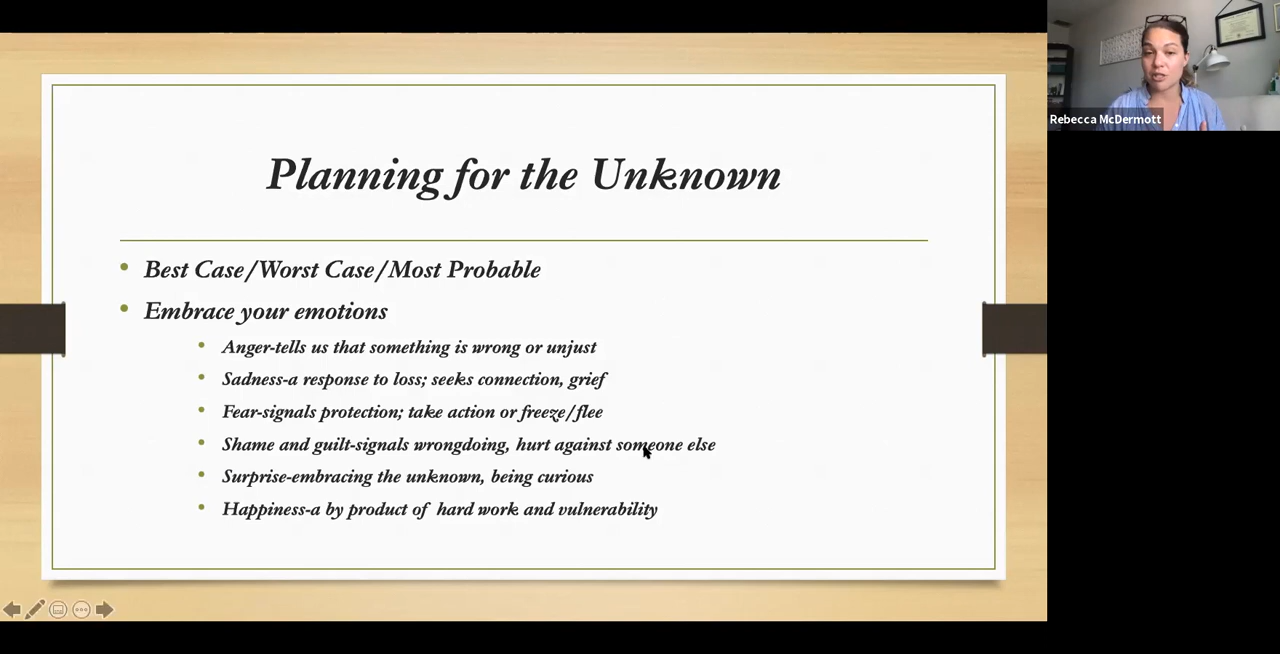 Planning for the Unknown
Best Case/Worst Case/Most Probable
Embrace your emotions
Anger-tells us that something is wrong or unjust
Sadness-a response to loss; seeks connection, grief
Fear-signals protection; take action or freeze/flee
Shame and guilt-signals wrongdoing, hurt against someone else
Surprise-embracing the unknown, being curious
Happiness-a by product of hard work and vulnerability
Rebecca McDermott